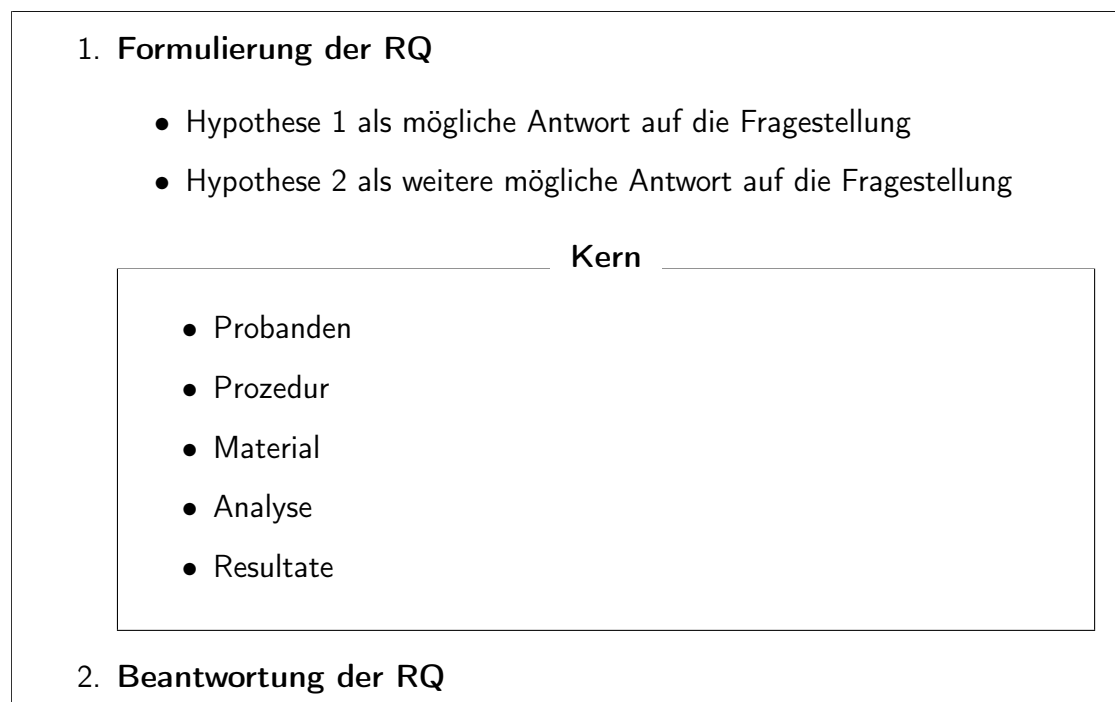 1. Formulierung der RQ
• Hypothese 1 als mögliche Antwort auf die Fragestellung
• Hypothese 2 als weitere mögliche Antwort auf die Fragestellung
Kern
• Probanden
• Prozedur
• Material
• Analyse
• Resultate
2. Beantwortung der RQ